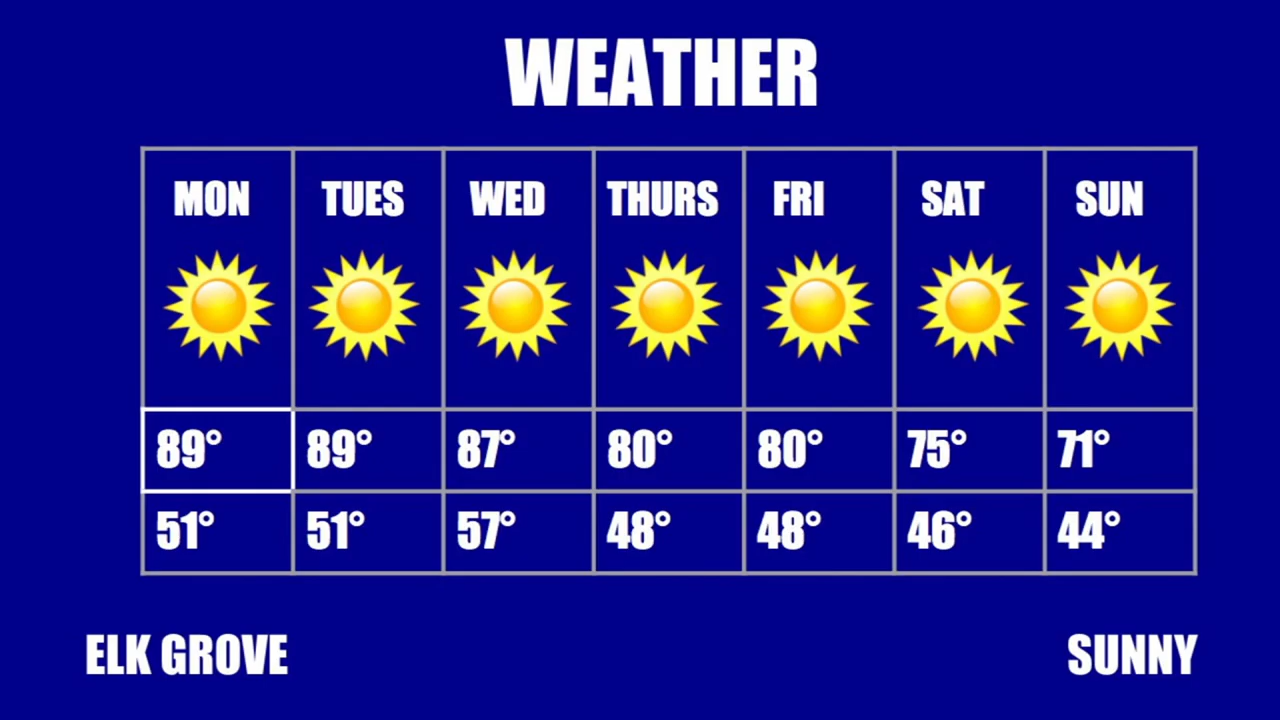 WEATHER
MON TUES WED THURS FRI SAT SUN
89° 89° 87° 80° 80° 75° 71°
51° 51° 57° 48° 48° 46° 44°
ELK GROVE SUNNY